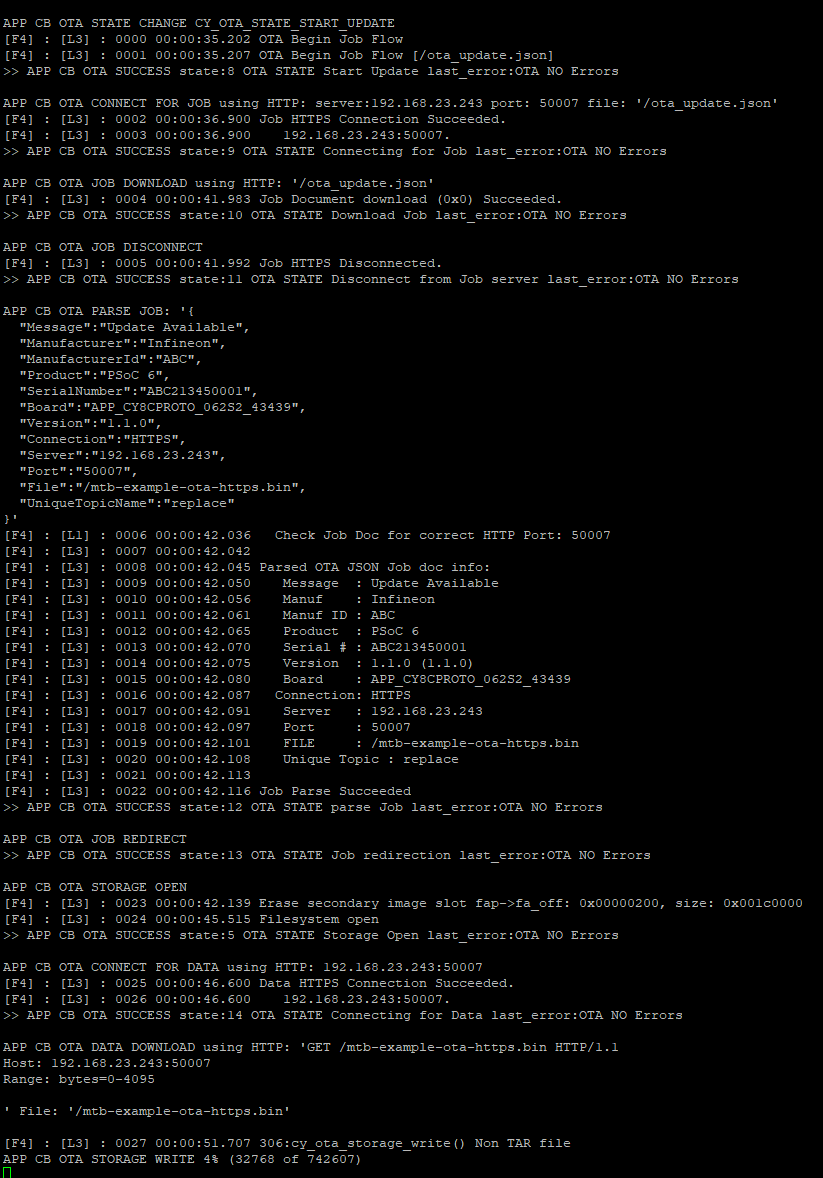 APP CB OTA STATE CHANGE CY_OTA_STATE_START_UPDATE
[F4] : [L3] : 0000 00:00:35.202 OTA Begin Job Flow
[F4] : [L3] : 0001 00:00:35.207 OTA Begin Job Flow [/ota_update.json]
>> APP CB OTA SUCCESS state:8 OTA STATE Start Update last_error:OTA NO Errors
APP CB OTA CONNECT FOR JOB using HTTP: server:192.168.23.243 port: 50007 file: '/ota_update.json'
[F4] : [L3] : 0002 00:00:36.900 Job HTTPS Connection Succeeded.
[F4] : [L3] : 0003 00:00:36.900    192.168.23.243:50007.
>> APP CB OTA SUCCESS state:9 OTA STATE Connecting for Job last_error:OTA NO Errors
APP CB OTA JOB DOWNLOAD using HTTP: '/ota_update.json'
[F4] : [L3] : 0004 00:00:41.983 Job Document download (0x0) Succeeded.
>> APP CB OTA SUCCESS state:10 OTA STATE Download Job last_error:OTA NO Errors
APP CB OTA JOB DISCONNECT
[F4] : [L3] : 0005 00:00:41.992 Job HTTPS Disconnected.
>> APP CB OTA SUCCESS state:11 OTA STATE Disconnect from Job server last_error:OTA NO Errors
APP CB OTA PARSE JOB: '{
  "Message":"Update Available",
  "Manufacturer":"Infineon",
  "ManufacturerId":"ABC",
  "Product":"PSoC 6",
  "SerialNumber":"ABC213450001",
  "Board":"APP_CY8CPROTO_062S2_43439",
  "Version":"1.1.0",
  "Connection":"HTTPS",
  "Server":"192.168.23.243",
  "Port":"50007",
  "File":"/mtb-example-ota-https.bin",
  "UniqueTopicName":"replace"
}'
[F4] : [L1] : 0006 00:00:42.036   Check Job Doc for correct HTTP Port: 50007
[F4] : [L3] : 0007 00:00:42.042
[F4] : [L3] : 0008 00:00:42.045 Parsed OTA JSON Job doc info:
[F4] : [L3] : 0009 00:00:42.050    Message  : Update Available
[F4] : [L3] : 0010 00:00:42.056    Manuf    : Infineon
[F4] : [L3] : 0011 00:00:42.061    Manuf ID : ABC
[F4] : [L3] : 0012 00:00:42.065    Product  : PSoC 6
[F4] : [L3] : 0013 00:00:42.070    Serial # : ABC213450001
[F4] : [L3] : 0014 00:00:42.075    Version  : 1.1.0 (1.1.0)
[F4] : [L3] : 0015 00:00:42.080    Board    : APP_CY8CPROTO_062S2_43439
[F4] : [L3] : 0016 00:00:42.087   Connection: HTTPS
[F4] : [L3] : 0017 00:00:42.091    Server   : 192.168.23.243
[F4] : [L3] : 0018 00:00:42.097    Port     : 50007
[F4] : [L3] : 0019 00:00:42.101    FILE     : /mtb-example-ota-https.bin
[F4] : [L3] : 0020 00:00:42.108    Unique Topic : replace
[F4] : [L3] : 0021 00:00:42.113
[F4] : [L3] : 0022 00:00:42.116 Job Parse Succeeded
>> APP CB OTA SUCCESS state:12 OTA STATE parse Job last_error:OTA NO Errors
APP CB OTA JOB REDIRECT
>> APP CB OTA SUCCESS state:13 OTA STATE Job redirection last_error:OTA NO Errors
APP CB OTA STORAGE OPEN
[F4] : [L3] : 0023 00:00:42.139 Erase secondary image slot fap->fa_off: 0x00000200, size: 0x001c0000
[F4] : [L3] : 0024 00:00:45.515 Filesystem open
>> APP CB OTA SUCCESS state:5 OTA STATE Storage Open last_error:OTA NO Errors
APP CB OTA CONNECT FOR DATA using HTTP: 192.168.23.243:50007
[F4] : [L3] : 0025 00:00:46.600 Data HTTPS Connection Succeeded.
[F4] : [L3] : 0026 00:00:46.600    192.168.23.243:50007.
>> APP CB OTA SUCCESS state:14 OTA STATE Connecting for Data last_error:OTA NO Errors
APP CB OTA DATA DOWNLOAD using HTTP: 'GET /mtb-example-ota-https.bin HTTP/1.1
Host: 192.168.23.243:50007
Range: bytes=0-4095
' File: '/mtb-example-ota-https.bin'
[F4] : [L3] : 0027 00:00:51.707 306:cy_ota_storage_write() Non TAR file
APP CB OTA STORAGE WRITE 4% (32768 of 742607)